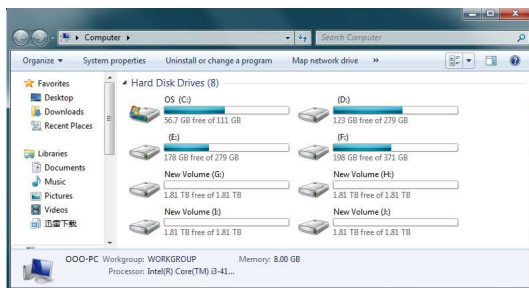 Computer
Search Computer
Organize
System properties
Uninstall or change a program
Map network drive
»
Favorites
Desktop
Downloads
Recent Places
Libraries
Documents
Music
Pictures
Videos
迅雷下載
Hard Disk Drives (8)
OS (C:)
56.7 GB free of 111 GB
(D:)
123 GB free of 279 GB
(E:)
178 GB free of 279 GB
(F:)
198 GB free of 371 GB
New Volume (G:)
1.81 TB free of 1.81 TB
New Volume (H:)
1.81 TB free of 1.81 TB
New Volume (I:)
1.81 TB free of 1.81 TB
New Volume (J:)
1.81 TB free of 1.81 TB
OOO-PC Workgroup: WORKGROUP Memory: 8.00 GB
Processor: Intel(R) Core(TM) i3-41...